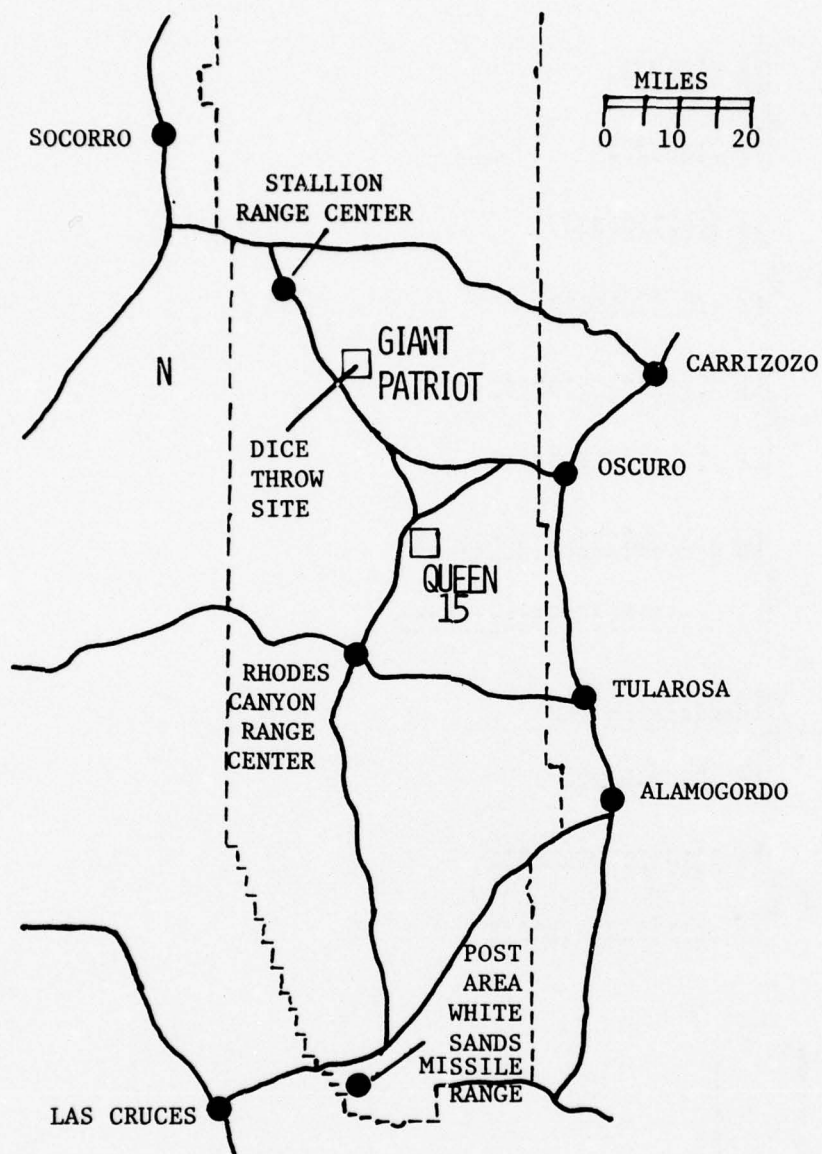 MILES
0 10 20
SOCORRO
STALLION
RANGE CENTER
N
GIANT
PATRIOT
CARRIZOZO
DICE
THROW
SITE
OSCURO
QUEEN
15
RHODES
CANYON
RANGE
CENTER
TULAROSA
ALAMOGORDO
POST
AREA
WHITE
SANDS
MISSILE
RANGE
LAS CRUCES